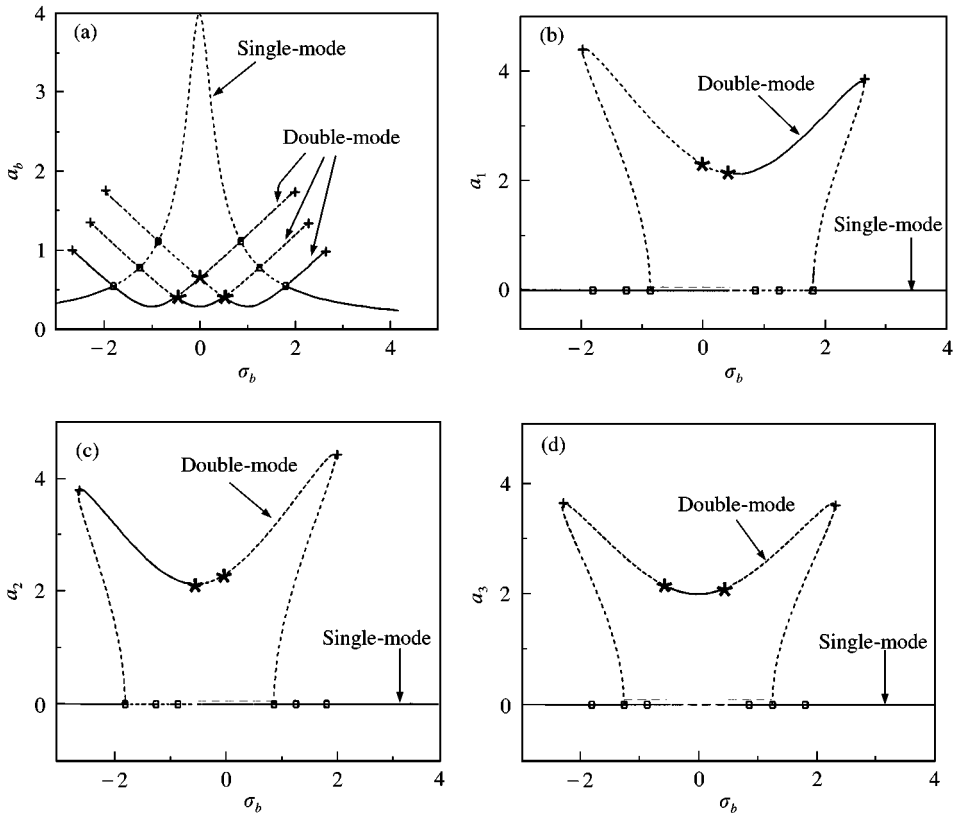 (a)
4
3
2
1
0
a_b
Single-mode
Double-mode
−2
0
2
4
σ_b
(b)
4
2
0
a_1
Double-mode
Single-mode
−2
0
2
4
σ_b
(c)
4
2
0
a_2
Double-mode
Single-mode
−2
0
2
4
σ_b
(d)
4
2
0
a_3
Double-mode
Single-mode
−2
0
2
4
σ_b